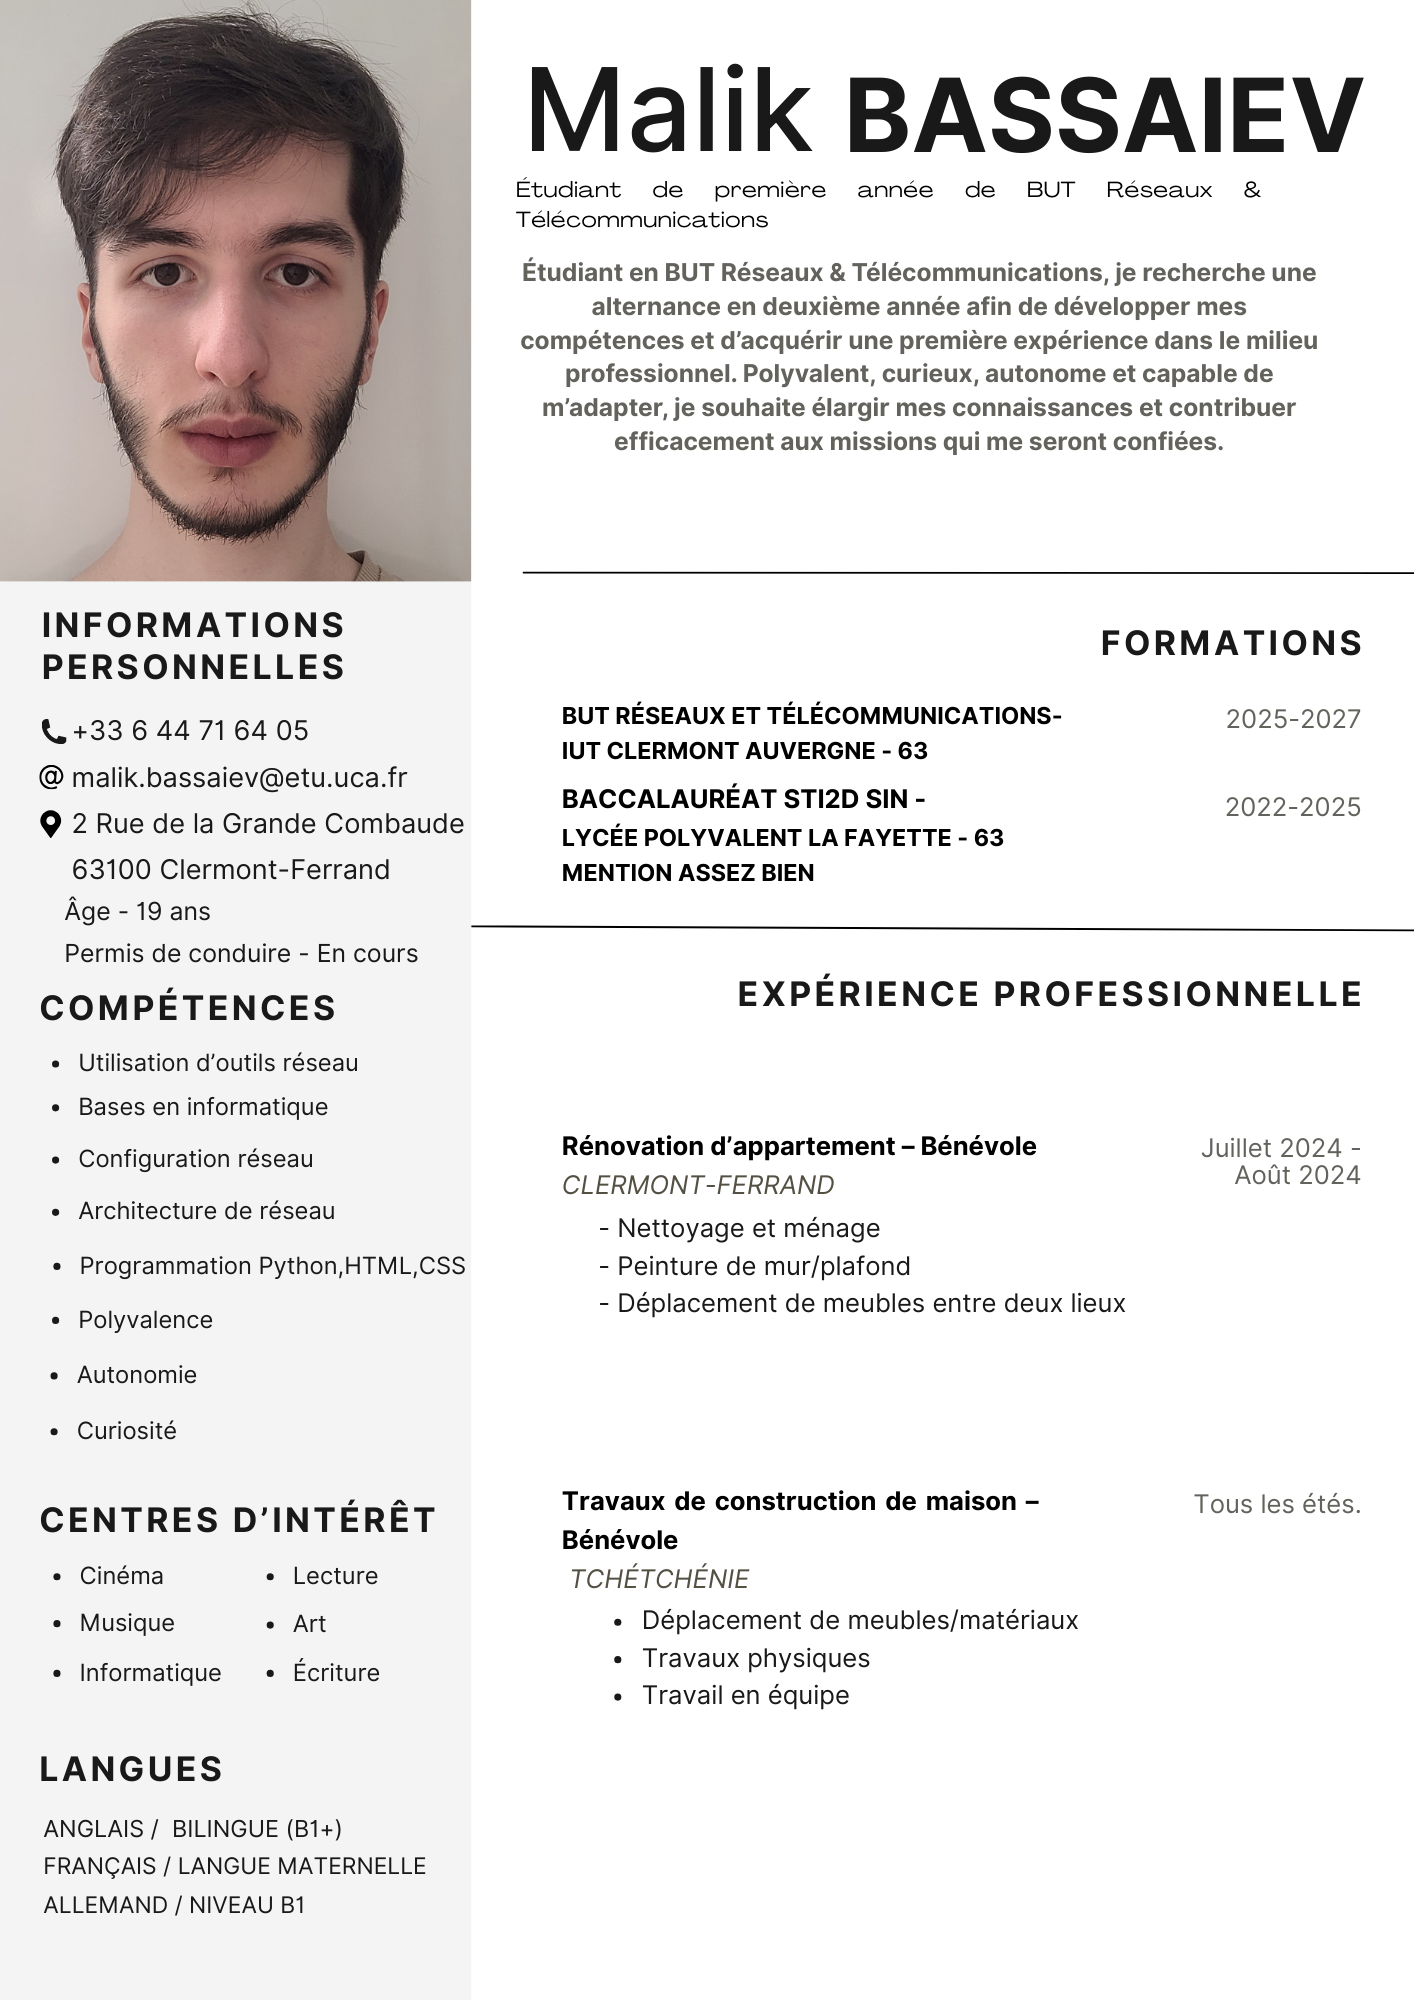 Malik BASSAIEV
Étudiant de première année de BUT Réseaux &
Télécommunications
Étudiant en BUT Réseaux & Télécommunications, je recherche une
alternance en deuxième année afin de développer mes
compétences et d’acquérir une première expérience dans le milieu
professionnel. Polyvalent, curieux, autonome et capable de
m’adapter, je souhaite élargir mes connaissances et contribuer
efficacement aux missions qui me seront confiées.
INFORMATIONS
PERSONNELLES
+33 6 44 71 64 05
@ malik.bassaiev@etu.uca.fr
2 Rue de la Grande Combaude
63100 Clermont-Ferrand
Âge - 19 ans
Permis de conduire - En cours
COMPÉTENCES
• Utilisation d’outils réseau
• Bases en informatique
• Configuration réseau
• Architecture de réseau
• Programmation Python,HTML,CSS
• Polyvalence
• Autonomie
• Curiosité
CENTRES D’INTÉRÊT
• Cinéma
• Musique
• Informatique
• Lecture
• Art
• Écriture
LANGUES
ANGLAIS / BILINGUE (B1+)
FRANÇAIS / LANGUE MATERNELLE
ALLEMAND / NIVEAU B1
FORMATIONS
BUT RÉSEAUX ET TÉLÉCOMMUNICATIONS-
IUT CLERMONT AUVERGNE - 63
2025-2027
BACCALAURÉAT STI2D SIN -
LYCÉE POLYVALENT LA FAYETTE - 63
MENTION ASSEZ BIEN
2022-2025
EXPÉRIENCE PROFESSIONNELLE
Rénovation d’appartement – Bénévole
CLERMONT-FERRAND
Juillet 2024 -
Août 2024
- Nettoyage et ménage
- Peinture de mur/plafond
- Déplacement de meubles entre deux lieux
Travaux de construction de maison –
Bénévole
TCHÉTCHÉNIE
Tous les étés.
• Déplacement de meubles/matériaux
• Travaux physiques
• Travail en équipe